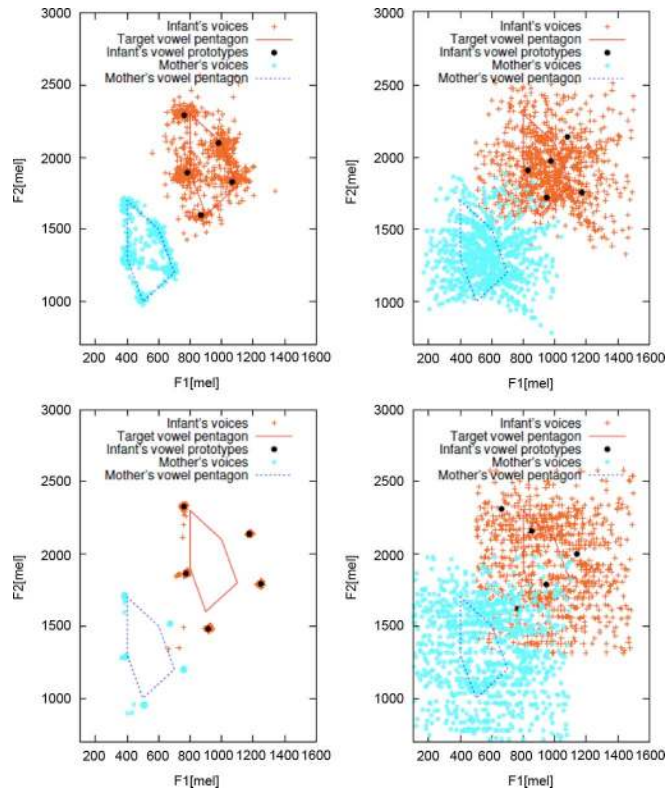 3000
2500
2000
1500
1000
F2[mel]
200 400 600 800 1000 1200 1400 1600
F1[mel]
Infant's voices
Target vowel pentagon
Infant's vowel prototypes
Mother's voices
Mother's vowel pentagon
3000
2500
2000
1500
1000
F2[mel]
200 400 600 800 1000 1200 1400 1600
F1[mel]
Infant's voices
Target vowel pentagon
Infant's vowel prototypes
Mother's voices
Mother's vowel pentagon
3000
2500
2000
1500
1000
F2[mel]
200 400 600 800 1000 1200 1400 1600
F1[mel]
Infant's voices
Target vowel pentagon
Infant's vowel prototypes
Mother's voices
Mother's vowel pentagon
3000
2500
2000
1500
1000
F2[mel]
200 400 600 800 1000 1200 1400 1600
F1[mel]
Infant's voices
Target vowel pentagon
Infant's vowel prototypes
Mother's voices
Mother's vowel pentagon